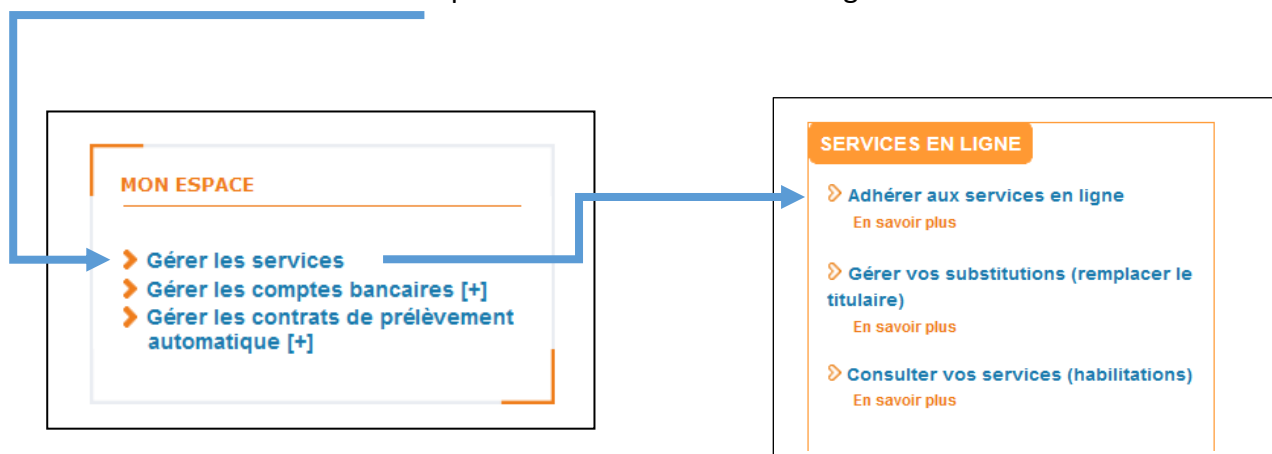 MON ESPACE
Gérer les services
Gérer les comptes bancaires [+]
Gérer les contrats de prélèvement
automatique [+]
SERVICES EN LIGNE
Adhérer aux services en ligne
En savoir plus
Gérer vos substitutions (remplacer le
titulaire)
En savoir plus
Consulter vos services (habilitations)
En savoir plus